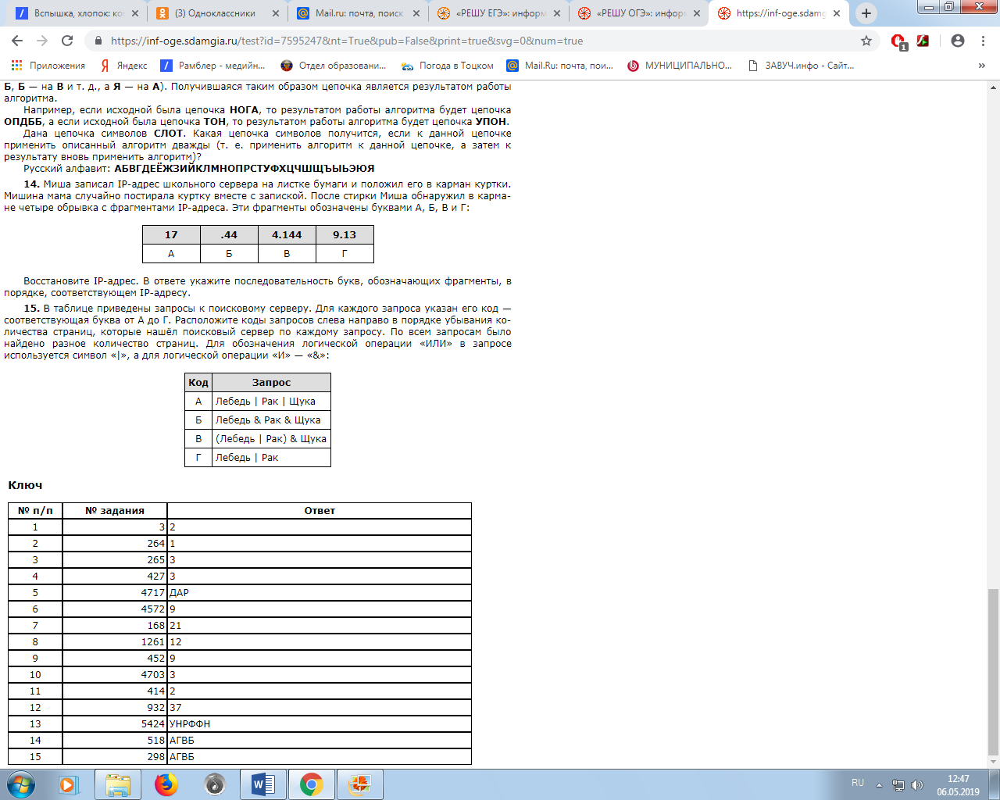 Вспышка, хлопок: ко
(3) Одноклассники
Mail.ru: почта, поиск
«РЕШУ ЕГЭ»: информ
«РЕШУ ОГЭ»: информ
https://inf-oge.sdamg
https://inf-oge.sdamgia.ru/test?id=7595247&nt=True&pub=False&print=true&svg=0&num=true
1
Приложения
Яндекс
Рамблер - медийн...
Отдел образовани...
Погода в Тоцком
Mail.Ru: почта, пои...
МУНИЦИПАЛЬНО...
ЗАВУЧ.инфо - Сайт...
»
Б, Б — на В и т. д., а Я — на А). Получившаяся таким образом цепочка является результатом работы
алгоритма.
Например, если исходной была цепочка НОГА, то результатом работы алгоритма будет цепочка
ОПДББ, а если исходной была цепочка ТОН, то результатом работы алгоритма будет цепочка УПОН.
Дана цепочка символов СЛОТ. Какая цепочка символов получится, если к данной цепочке
применить описанный алгоритм дважды (т. е. применить алгоритм к данной цепочке, а затем к
результату вновь применить алгоритм)?
Русский алфавит: АБВГДЕЁЖЗИЙКЛМНОПРСТУФХЦЧШЩЪЫЬЭЮЯ
14. Миша записал IP-адрес школьного сервера на листке бумаги и положил его в карман куртки.
Мишина мама случайно постирала куртку вместе с запиской. После стирки Миша обнаружил в карма-
не четыре обрывка с фрагментами IP-адреса. Эти фрагменты обозначены буквами А, Б, В и Г:
17 .44 4.144 9.13
А Б В Г
Восстановите IP-адрес. В ответе укажите последовательность букв, обозначающих фрагменты, в
порядке, соответствующем IP-адресу.
15. В таблице приведены запросы к поисковому серверу. Для каждого запроса указан его код —
соответствующая буква от А до Г. Расположите коды запросов слева направо в порядке убывания ко-
личества страниц, которые нашёл поисковый сервер по каждому запросу. По всем запросам было
найдено разное количество страниц. Для обозначения логической операции «ИЛИ» в запросе
используется символ «|», а для логической операции «И» — «&»:
Код Запрос
А Лебедь | Рак | Щука
Б Лебедь & Рак & Щука
В (Лебедь | Рак) & Щука
Г Лебедь | Рак
Ключ
№ п/п № задания Ответ
1 3 2
2 264 1
3 265 3
4 427 3
5 4717 ДАР
6 4572 9
7 168 21
8 1261 12
9 452 9
10 4703 3
11 414 2
12 932 37
13 5424 УНРФФН
14 518 АГВБ
15 298 АГВБ
RU
12:47
06.05.2019